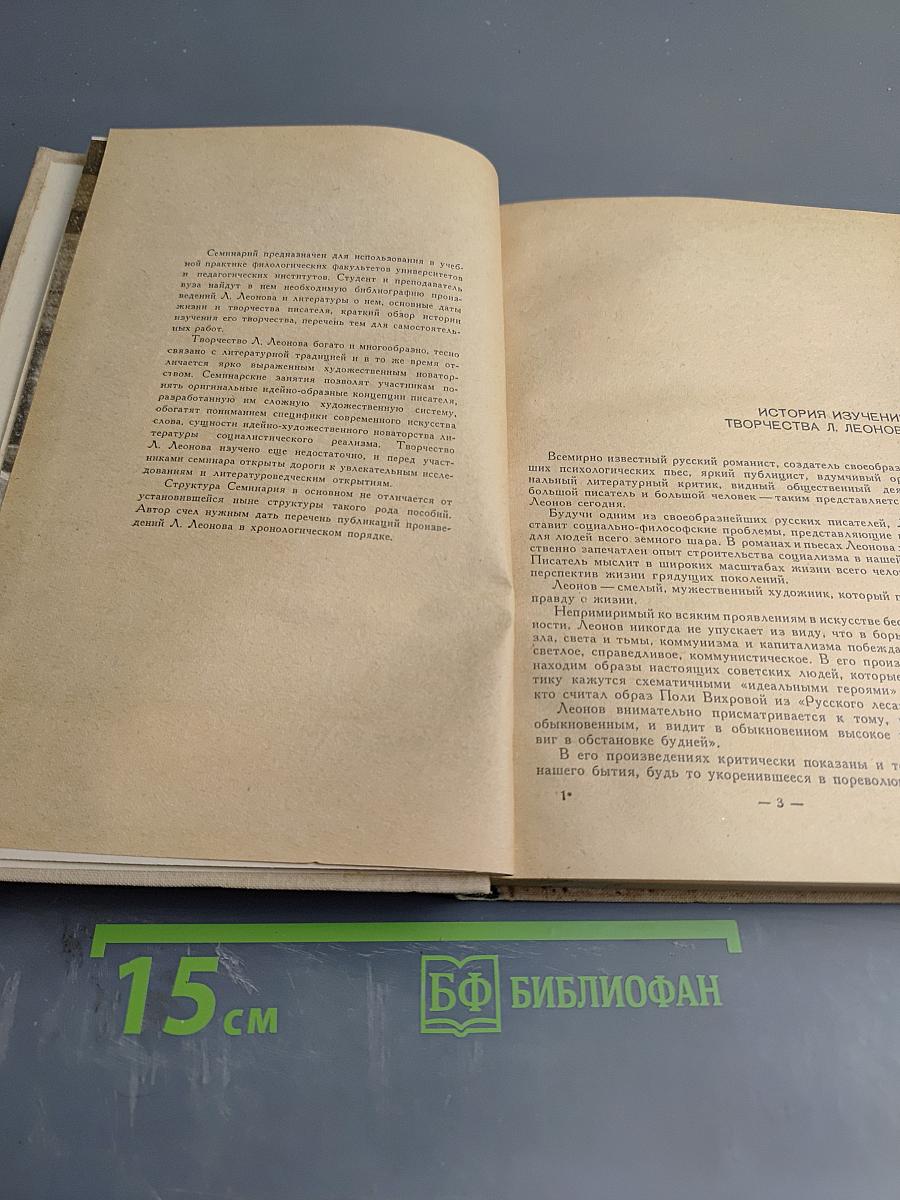 Семинарий предназначен для использования в учеб-
ной практике филологических факультетов университетов
и педагогических институтов. Студент и преподаватель
вуза найдут в нем необходимую библиографию произ-
ведений Л. Леонова и литературы о нем, основные даты
жизни и творчества писателя, краткий обзор истории
изучения его творчества, перечень тем для самостоятель-
ных работ.
Творчество Л. Леонова богато и многообразно, тесно
связано с литературной традицией и в то же время от-
личается ярко выраженным художественным новатор-
ством. Семинарские занятия позволят участникам по-
нять оригинальные идейно-образные концепции писателя,
разработанную им сложную художественную систему,
обогатят пониманием специфики современного искусства
слова, сущности идейно-художественного новаторства ли-
тературы социалистического реализма. Творчество
Л. Леонова изучено еще недостаточно, и перед участ-
никами семинара открыты дороги к увлекательным иссле-
дованиям и литературоведческим открытиям.
Структура Семинария в основном не отличается от
установившейся ныне структуры такого рода пособий.
Автор счел нужным дать перечень публикаций произве-
дений Л. Леонова в хронологическом порядке.
ИСТОРИЯ ИЗУЧЕНИ
ТВОРЧЕСТВА Л. ЛЕОНОВ
Всемирно известный русский романист, создатель своеобраз
ших психологических пьес, яркий публицист, вдумчивый ор
нальный литературный критик, видный общественный дея
большой писатель и большой человек — таким представляется
Леонов сегодня.
Будучи одним из своеобразнейших русских писателей, Л
ставит социально-философские проблемы, представляющие
для людей всего земного шара. В романах и пьесах Леонова
ственно запечатлен опыт строительства социализма в нашей
Писатель мыслит в широких масштабах жизни всего чело
перспектив жизни грядущих поколений.
Леонов — смелый, мужественный художник, который п
правду о жизни.
Непримиримый ко всяким проявлениям в искусстве бес
ности, Леонов никогда не упускает из виду, что в борь
зла, света и тьмы, коммунизма и капитализма побежда
светлое, справедливое, коммунистическое. В его произ
находим образы настоящих советских людей, которые
тику кажутся схематичными «идеальными героями»
кто считал образ Поли Вихровой из «Русского леса
Леонов внимательно присматривается к тому,
обыкновенным, и видит в обыкновенном высокое
виг в обстановке будней».
В его произведениях критически показаны и т
нашего бытия, будь то укоренившееся в пореволю
1*
— 3 —
15 см
БФ БИБЛИОФАН